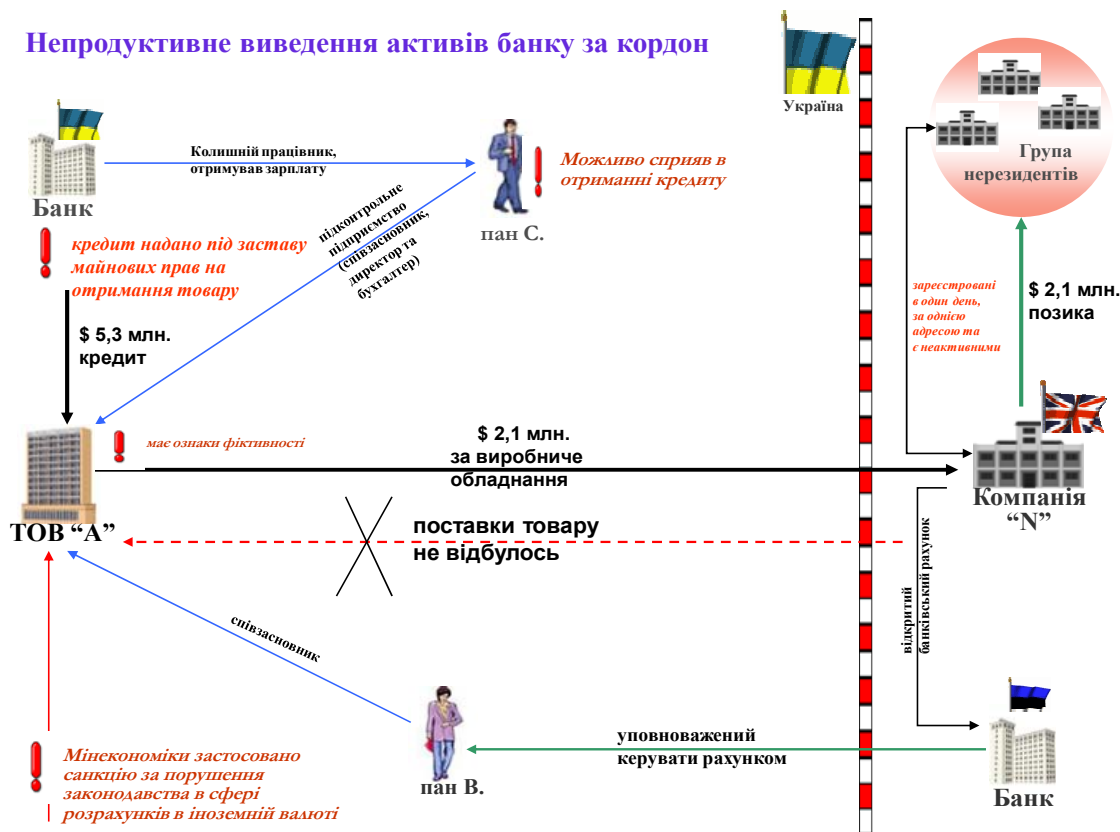 Непродуктивне виведення активів банку за кордон
Україна
Група
нерезидентів
Колишній працівник,
отримував зарплату
Можливо сприяв в
отриманні кредиту
Банк
пан С.
підконтрольне
підприємство
(співзасновник,
директор та
бухгалтер)
кредит надано під заставу
майнових прав на
отримання товару
зареєстровані
в один день,
за однією
адресою та
є неактивними
$ 2,1 млн.
позика
$ 5,3 млн.
кредит
має ознаки фіктивності
$ 2,1 млн.
за виробниче
обладнання
Компанія
“N”
ТОВ “А”
поставки товару
не відбулось
відкритий
банківський рахунок
співзасновник
уповноважений
керувати рахунком
пан В.
Банк
Мінекономіки застосовано
санкцію за порушення
законодавства в сфері
розрахунків в іноземній валюті